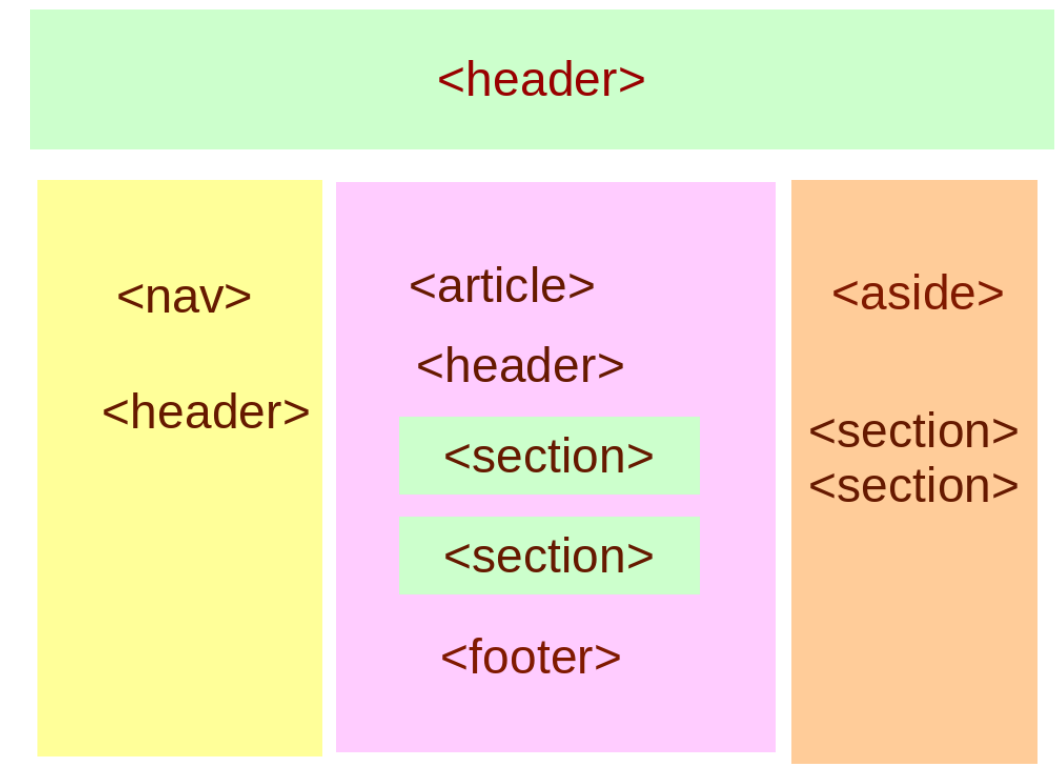 <header>
<nav>
<header>
<article>
<header>
<section>
<section>
<footer>
<aside>
<section>
<section>